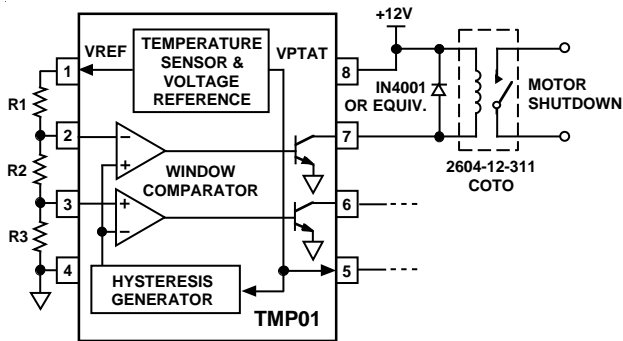 +12V
TEMPERATURE
SENSOR &
VOLTAGE
REFERENCE
VREF
VPTAT
1
8
R1
IN4001
OR EQUIV.
MOTOR
SHUTDOWN
2
7
–
+
WINDOW
COMPARATOR
2604-12-311
COTO
R2
3
6
+
–
R3
4
5
HYSTERESIS
GENERATOR
TMP01